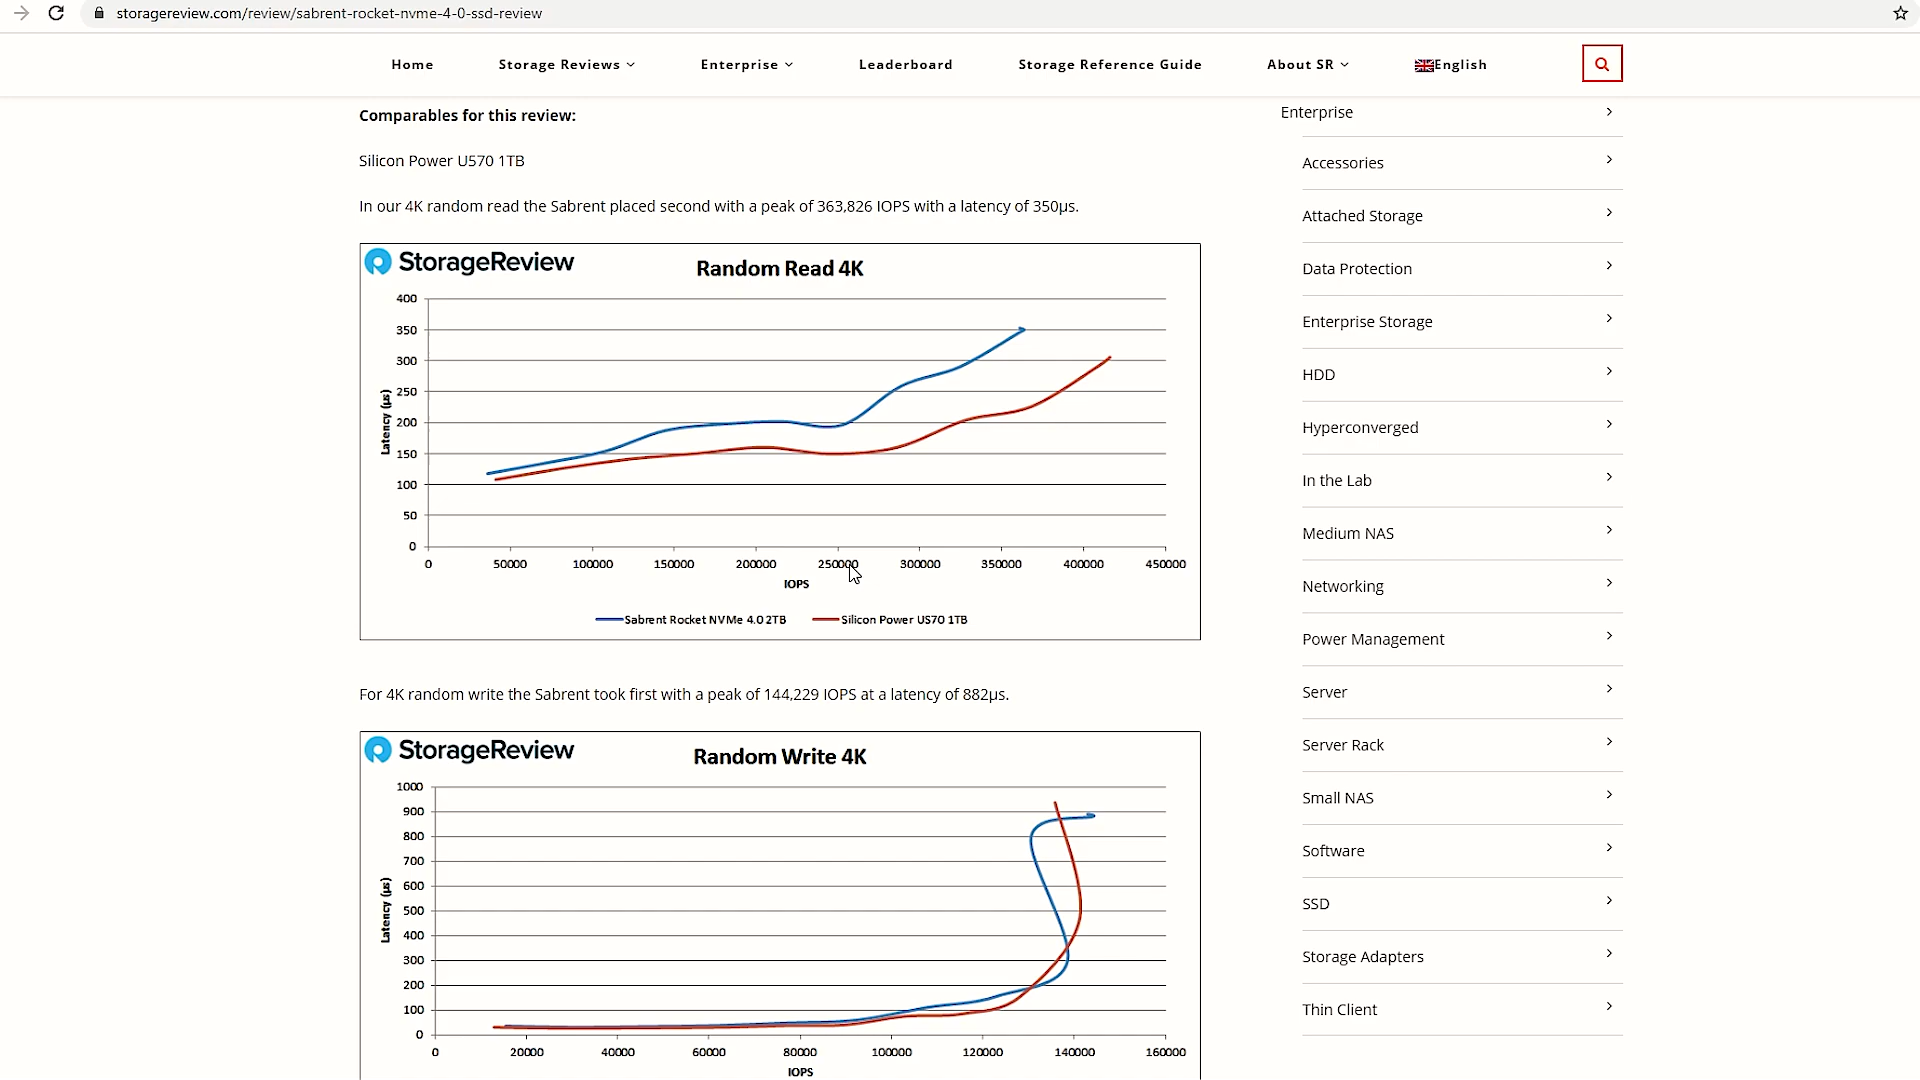 storagereview.com/review/sabrent-rocket-nvme-4-0-ssd-review
Home Storage Reviews Enterprise Leaderboard Storage Reference Guide About SR English
Comparables for this review:
Silicon Power U570 1TB
In our 4K random read the Sabrent placed second with a peak of 363,826 IOPS with a latency of 350µs.
StorageReview
Random Read 4K
400
350
300
250
200
150
100
50
0
Latency (µs)
0 50000 100000 150000 200000 250000 300000 350000 400000 450000
IOPS
Sabrent Rocket NVMe 4.0 2TB Silicon Power US70 1TB
For 4K random write the Sabrent took first with a peak of 144,229 IOPS at a latency of 882µs.
StorageReview
Random Write 4K
1000
900
800
700
600
500
400
300
200
100
0
Latency (µs)
0 20000 40000 60000 80000 100000 120000 140000 160000
IOPS
Enterprise
Accessories
Attached Storage
Data Protection
Enterprise Storage
HDD
Hyperconverged
In the Lab
Medium NAS
Networking
Power Management
Server
Server Rack
Small NAS
Software
SSD
Storage Adapters
Thin Client